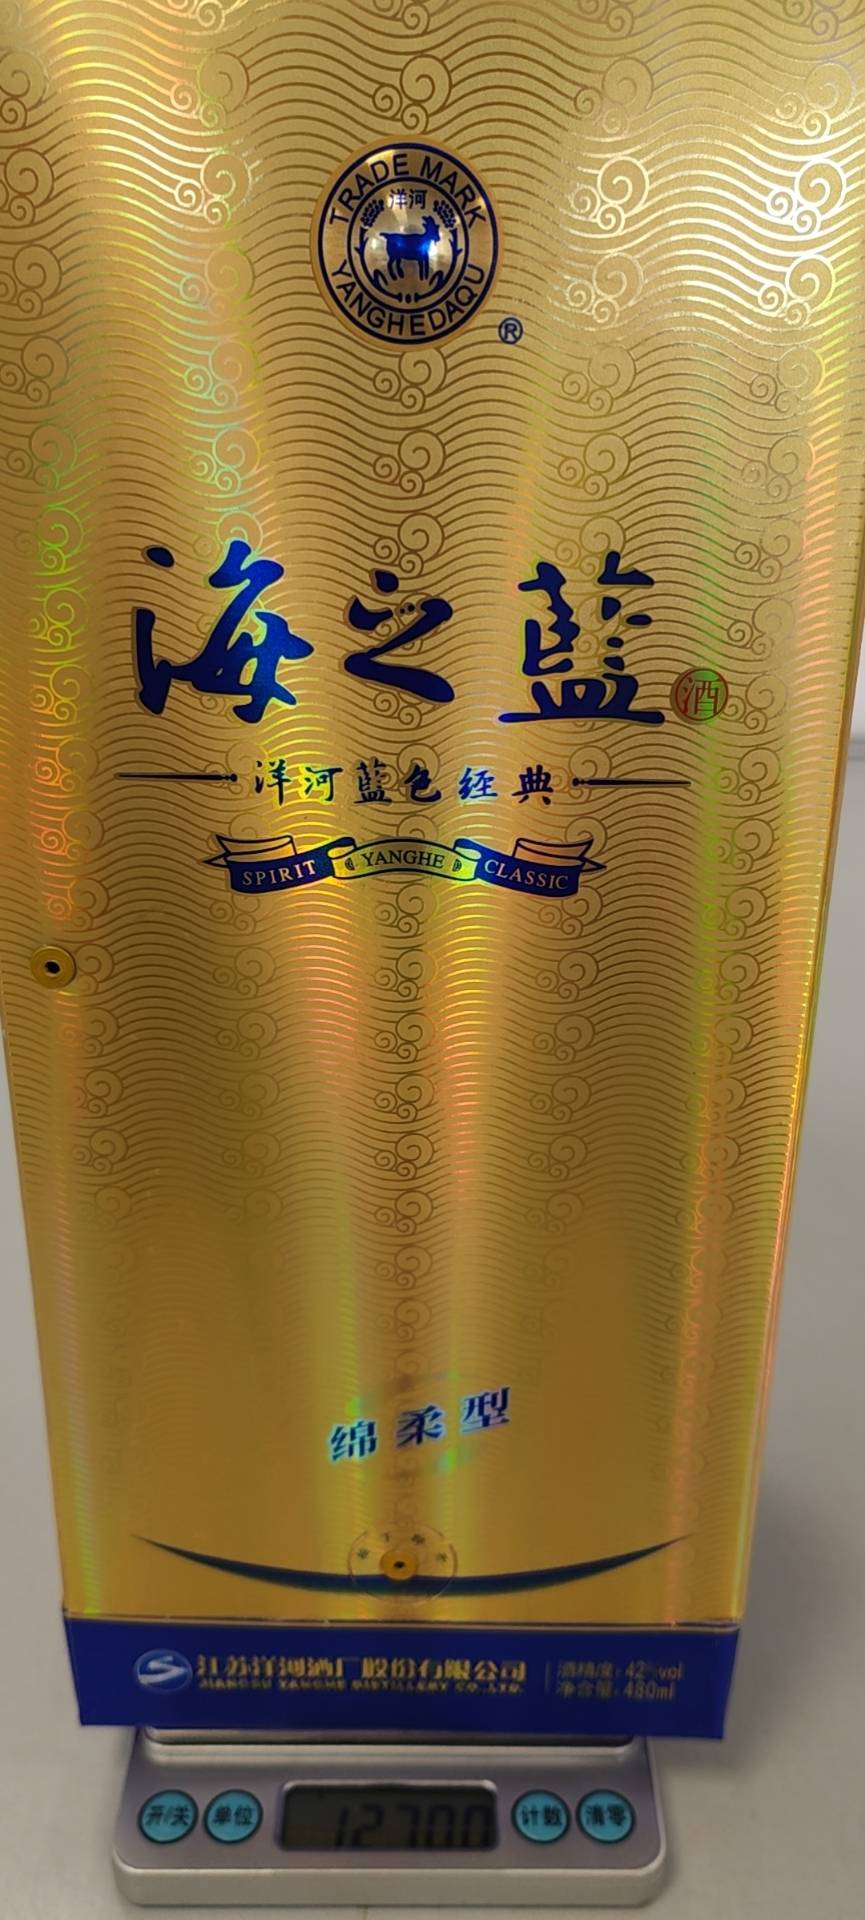 TRADE MARK
洋河
YANGHEDAQU
®
海之藍
酒
洋河藍色经典
SPIRIT YANGHE CLASSIC
绵柔型
江苏洋河酒厂股份有限公司
JIANGSU YANGHE DISTILLERY CO.,LTD.
酒精度: 42%vol
净含量: 480ml
开/关 单位 计数 清零